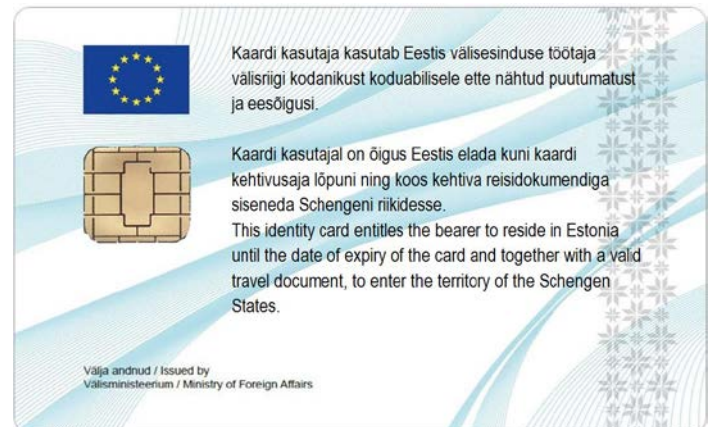 Kaardi kasutaja kasutab Eestis välisesinduse töötaja
välisriigi kodanikust koduabilisele ette nähtud puutumatust
ja eesõigusi.
Kaardi kasutajal on õigus Eestis elada kuni kaardi
kehtivusaja lõpuni ning koos kehtiva reisidokumendiga
siseneda Schengeni riikidesse.
This identity card entitles the bearer to reside in Estonia
until the date of expiry of the card and together with a valid
travel document, to enter the territory of the Schengen
States.
Välja andnud / Issued by
Välisministeerium / Ministry of Foreign Affairs